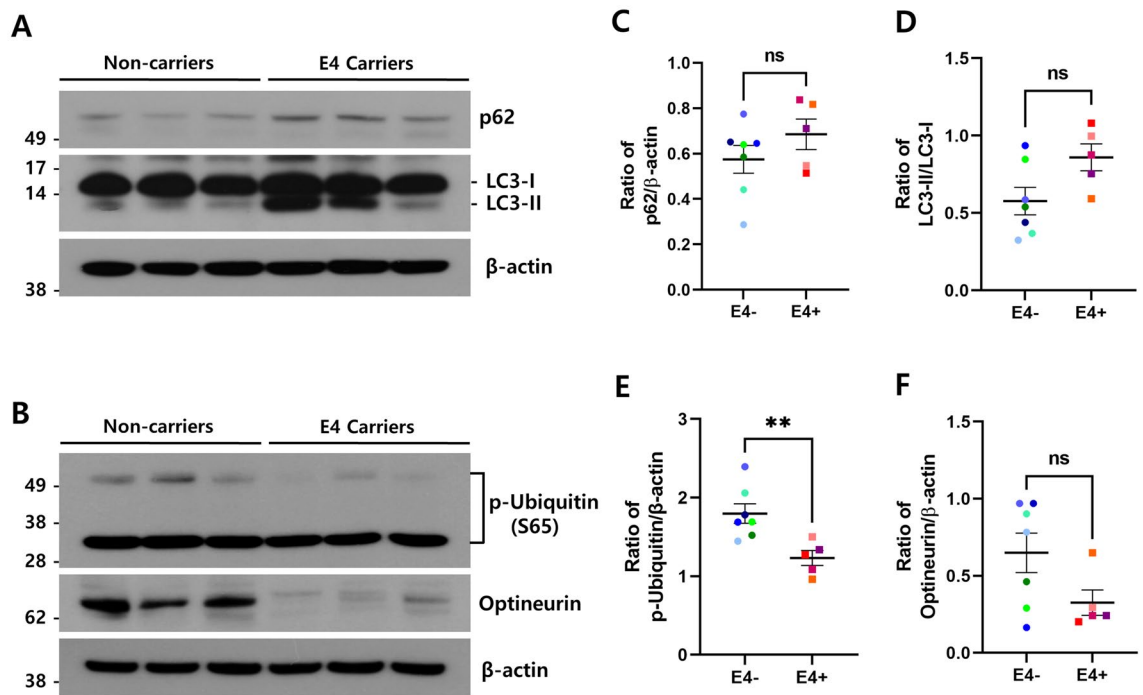 A
Non-carriers
E4 Carriers
p62
49 -
17 -
14 -
- LC3-I
- LC3-II
β-actin
38 -
B
Non-carriers
E4 Carriers
49 -
38 -
28 -
p-Ubiquitin
(S65)
Optineurin
62 -
β-actin
38 -
C
ns
Ratio of
p62/β-actin
1.0
0.8
0.6
0.4
0.2
0.0
E4-
E4+
D
ns
Ratio of
LC3-II/LC3-I
1.5
1.0
0.5
0.0
E4-
E4+
E
**
Ratio of
p-Ubiquitin/β-actin
3
2
1
0
E4-
E4+
F
ns
Ratio of
Optineurin/β-actin
1.5
1.0
0.5
0.0
E4-
E4+